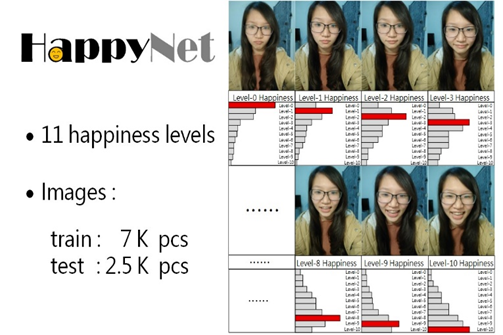 HappyNet
• 11 happiness levels
• Images :
train : 7 K pcs
test : 2.5 K pcs
Level-0 Happiness Level-1 Happiness Level-2 Happiness Level-3 Happiness
Level-0 Level-0 Level-0 Level-0
Level-1 Level-1 Level-1 Level-1
Level-2 Level-2 Level-2 Level-2
Level-3 Level-3 Level-3 Level-3
Level-4 Level-4 Level-4 Level-4
Level-5 Level-5 Level-5 Level-5
Level-6 Level-6 Level-6 Level-6
Level-7 Level-7 Level-7 Level-7
Level-8 Level-8 Level-8 Level-8
Level-9 Level-9 Level-9 Level-9
Level-10 Level-10 Level-10 Level-10
......
...... Level-8 Happiness Level-9 Happiness Level-10 Happiness
Level-0 Level-0 Level-0
Level-1 Level-1 Level-1
Level-2 Level-2 Level-2
Level-3 Level-3 Level-3
Level-4 Level-4 Level-4
...... Level-5 Level-5 Level-5
Level-6 Level-6 Level-6
Level-7 Level-7 Level-7
Level-8 Level-8 Level-8
Level-9 Level-9 Level-9
Level-10 Level-10 Level-10